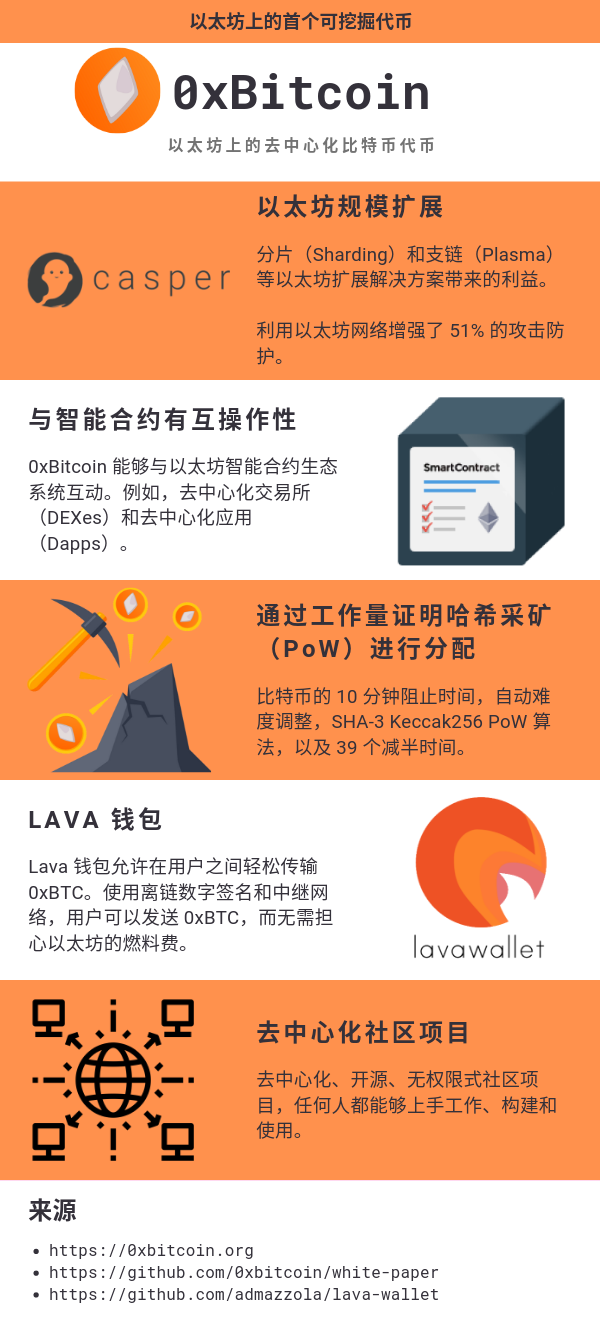 以太坊上的首个可挖掘代币
0xBitcoin
以太坊上的去中心化比特币代币
以太坊规模扩展
分片（Sharding）和支链（Plasma）
等以太坊扩展解决方案带来的利益。
利用以太坊网络增强了 51% 的攻击防
护。
casper
与智能合约有互操作性
0xBitcoin 能够与以太坊智能合约生态
系统互动。例如，去中心化交易所
（DEXes）和去中心化应用
（Dapps）。
SmartContract
通过工作量证明哈希采矿
（PoW）进行分配
比特币的 10 分钟阻止时间，自动难
度调整，SHA-3 Keccak256 PoW 算
法，以及 39 个减半时间。
LAVA 钱包
Lava 钱包允许在用户之间轻松传输
0xBTC。使用离链数字签名和中继网
络，用户可以发送 0xBTC，而无需担
心以太坊的燃料费。
lavawallet
去中心化社区项目
去中心化、开源、无权限式社区项
目，任何人都能够上手工作、构建和
使用。
来源
• https://0xbitcoin.org
• https://github.com/0xbitcoin/white-paper
• https://github.com/admazzola/lava-wallet